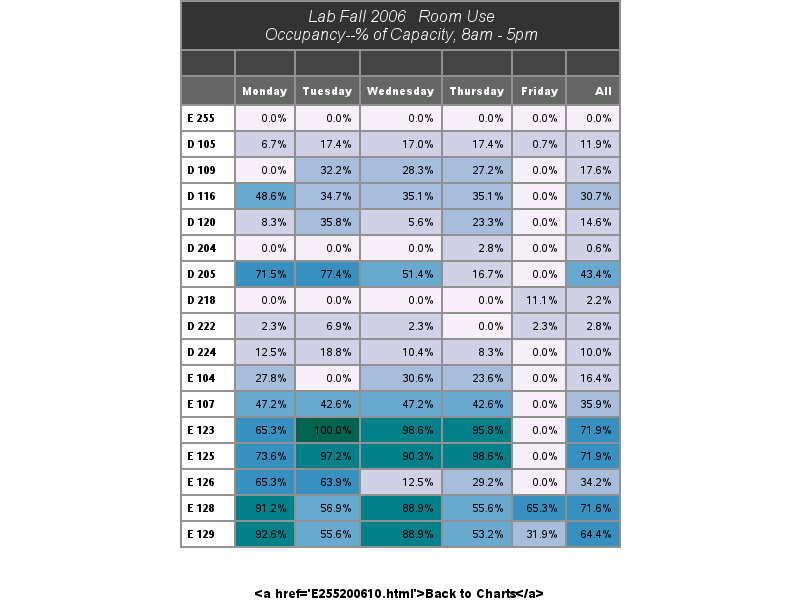 Lab Fall 2006 Room Use
Occupancy--% of Capacity, 8am - 5pm
Monday Tuesday Wednesday Thursday Friday All
E 255 0.0% 0.0% 0.0% 0.0% 0.0% 0.0%
D 105 6.7% 17.4% 17.0% 17.4% 0.7% 11.9%
D 109 0.0% 32.2% 28.3% 27.2% 0.0% 17.6%
D 116 48.6% 34.7% 35.1% 35.1% 0.0% 30.7%
D 120 8.3% 35.8% 5.6% 23.3% 0.0% 14.6%
D 204 0.0% 0.0% 0.0% 2.8% 0.0% 0.6%
D 205 71.5% 77.4% 51.4% 16.7% 0.0% 43.4%
D 218 0.0% 0.0% 0.0% 0.0% 11.1% 2.2%
D 222 2.3% 6.9% 2.3% 0.0% 2.3% 2.8%
D 224 12.5% 18.8% 10.4% 8.3% 0.0% 10.0%
E 104 27.8% 0.0% 30.6% 23.6% 0.0% 16.4%
E 107 47.2% 42.6% 47.2% 42.6% 0.0% 35.9%
E 123 65.3% 100.0% 98.6% 95.8% 0.0% 71.9%
E 125 73.6% 97.2% 90.3% 98.6% 0.0% 71.9%
E 126 65.3% 63.9% 12.5% 29.2% 0.0% 34.2%
E 128 91.2% 56.9% 88.9% 55.6% 65.3% 71.6%
E 129 92.6% 55.6% 88.9% 53.2% 31.9% 64.4%
<a href='E255200610.html'>Back to Charts</a>